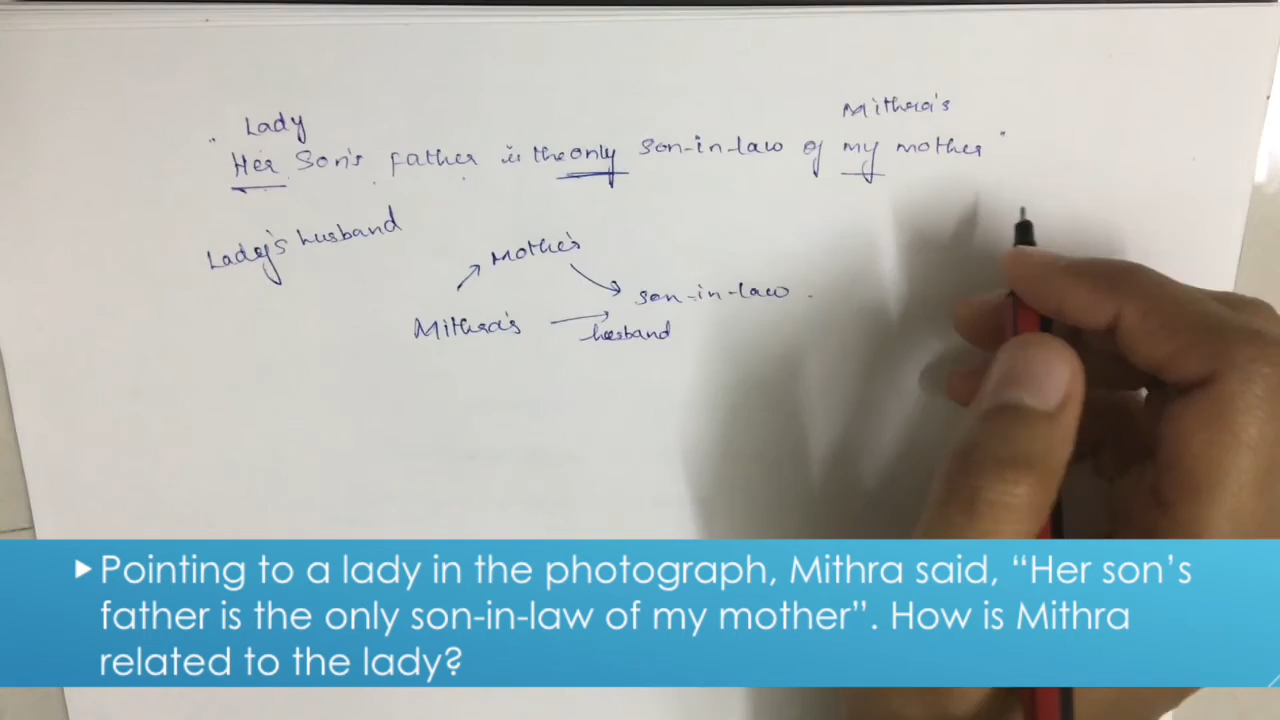 Lady
Mithra's
"Her Son's father is the only son-in-law of my mother"
Lady's husband
Mother
Mithra's
son-in-law.
husband
Pointing to a lady in the photograph, Mithra said, “Her son’s
father is the only son-in-law of my mother”. How is Mithra
related to the lady?